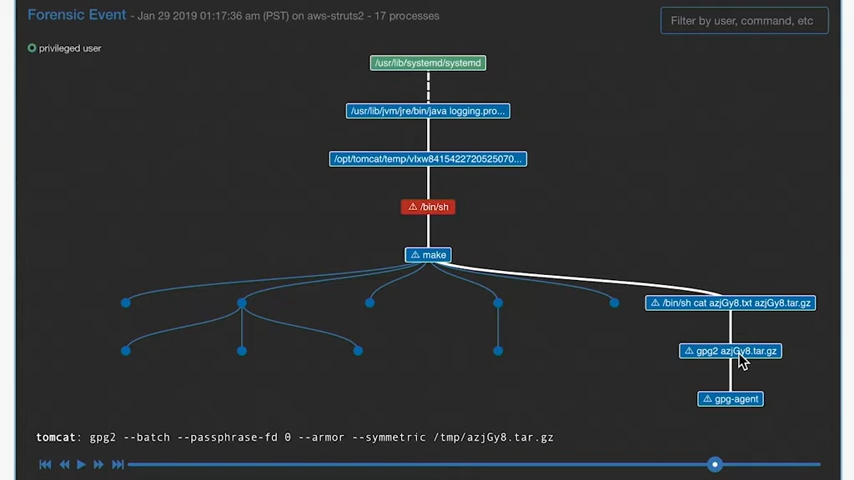 Forensic Event - Jan 29 2019 01:17:36 am (PST) on aws-struts2 - 17 processes
Filter by user, command, etc
privileged user
/usr/lib/systemd/systemd
/usr/lib/jvm/jre/bin/java logging.pro...
/opt/tomcat/temp/vlxw8415422720525070...
/bin/sh
make
/bin/sh cat azjGy8.txt azjGy8.tar.gz
gpg2 azjGy8.tar.gz
gpg-agent
tomcat: gpg2 --batch --passphrase-fd 0 --armor --symmetric /tmp/azjGy8.tar.gz